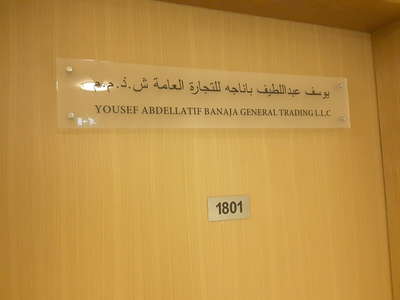 يوسف عبداللطيف باناجه للتجارة العامة ش.ذ.م.م
YOUSEF ABDELLATIF BANAJA GENERAL TRADING L.L.C
1801